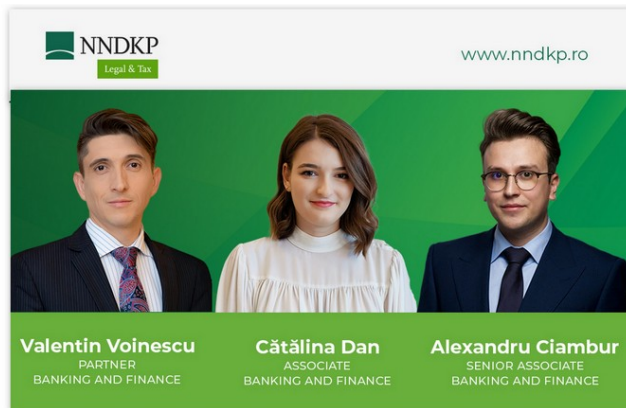 NNDKP
Legal & Tax
www.nndkp.ro
Valentin Voinescu
PARTNER
BANKING AND FINANCE
Cătălina Dan
ASSOCIATE
BANKING AND FINANCE
Alexandru Ciambur
SENIOR ASSOCIATE
BANKING AND FINANCE